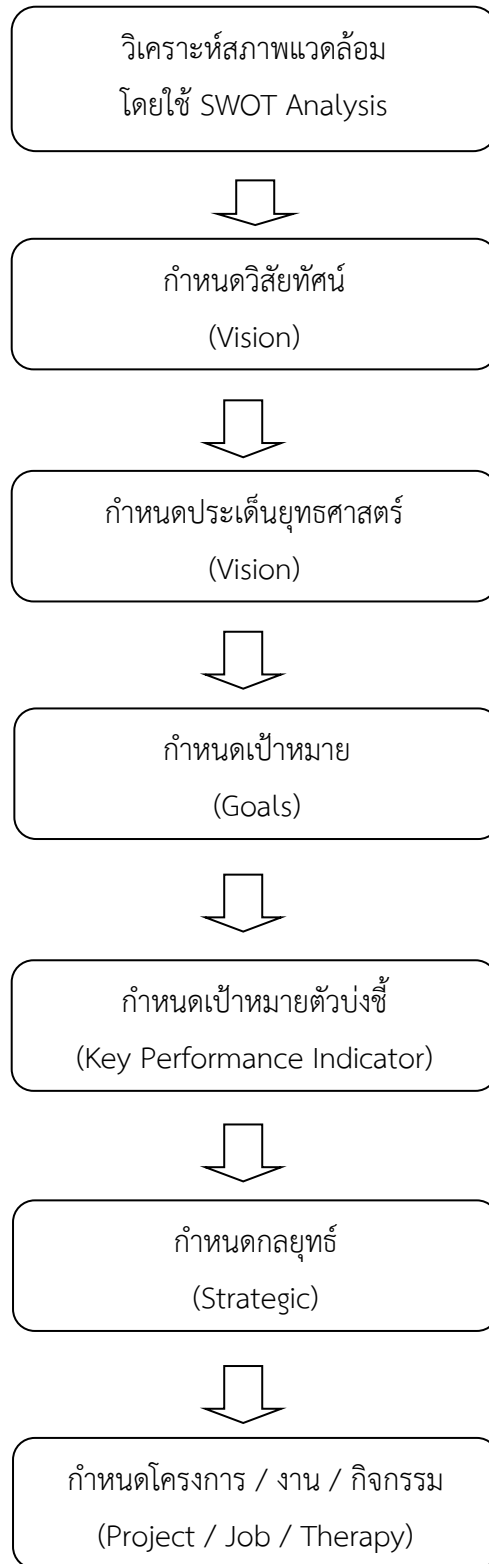 วิเคราะห์สภาพแวดล้อม
โดยใช้ SWOT Analysis
กำหนดวิสัยทัศน์
(Vision)
กำหนดประเด็นยุทธศาสตร์
(Vision)
กำหนดเป้าหมาย
(Goals)
กำหนดเป้าหมายตัวบ่งชี้
(Key Performance Indicator)
กำหนดกลยุทธ์
(Strategic)
กำหนดโครงการ / งาน / กิจกรรม
(Project / Job / Therapy)